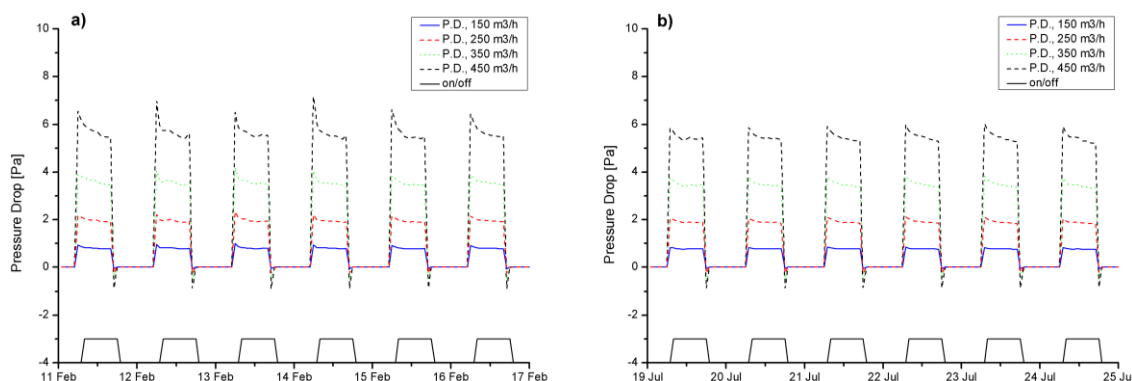 a)
P.D., 150 m3/h
P.D., 250 m3/h
P.D., 350 m3/h
P.D., 450 m3/h
on/off
Pressure Drop [Pa]
10
8
6
4
2
0
-2
-4
11 Feb 12 Feb 13 Feb 14 Feb 15 Feb 16 Feb 17 Feb
b)
P.D., 150 m3/h
P.D., 250 m3/h
P.D., 350 m3/h
P.D., 450 m3/h
on/off
Pressure Drop [Pa]
10
8
6
4
2
0
-2
-4
19 Jul 20 Jul 21 Jul 22 Jul 23 Jul 24 Jul 25 Ju